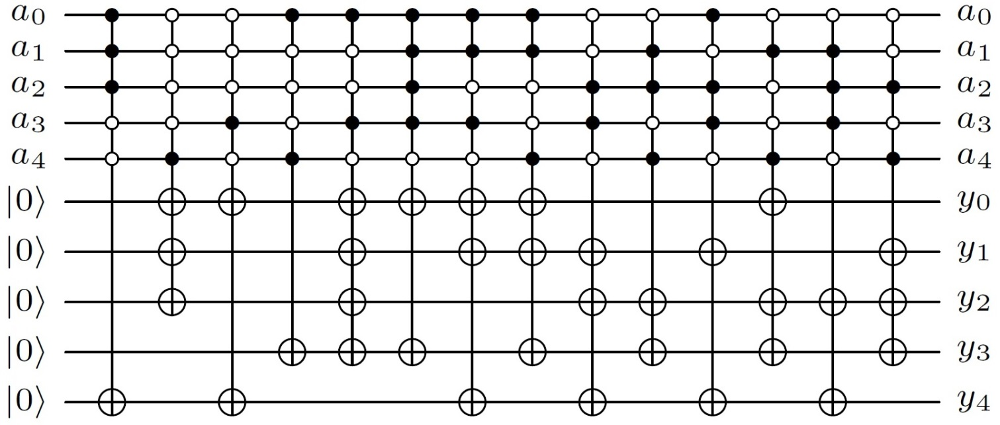 a₀ a₀
a₁ a₁
a₂ a₂
a₃ a₃
a₄ a₄
|0⟩ y₀
|0⟩ y₁
|0⟩ y₂
|0⟩ y₃
|0⟩ y₄